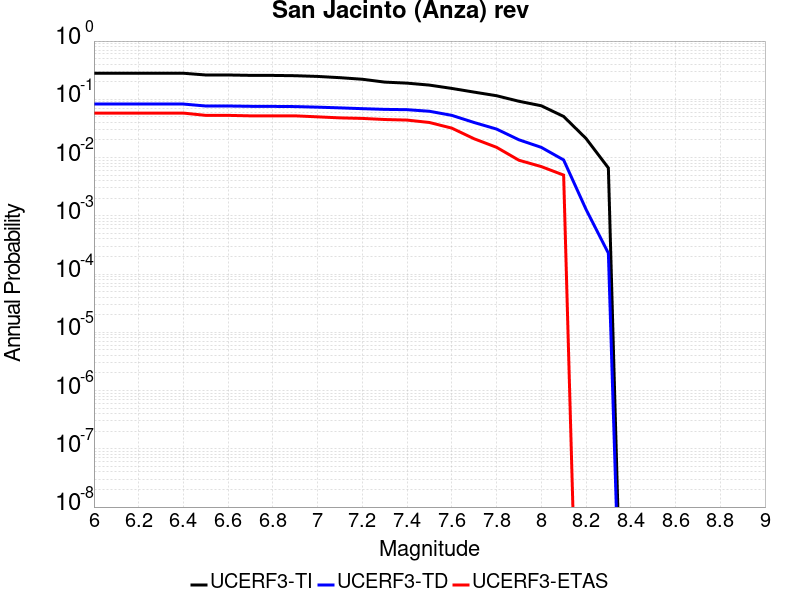 San Jacinto (Anza) rev
10^0
10^-1
10^-2
10^-3
10^-4
10^-5
10^-6
10^-7
10^-8
Annual Probability
6 6.2 6.4 6.6 6.8 7 7.2 7.4 7.6 7.8 8 8.2 8.4 8.6 8.8 9
Magnitude
UCERF3-TI UCERF3-TD UCERF3-ETAS